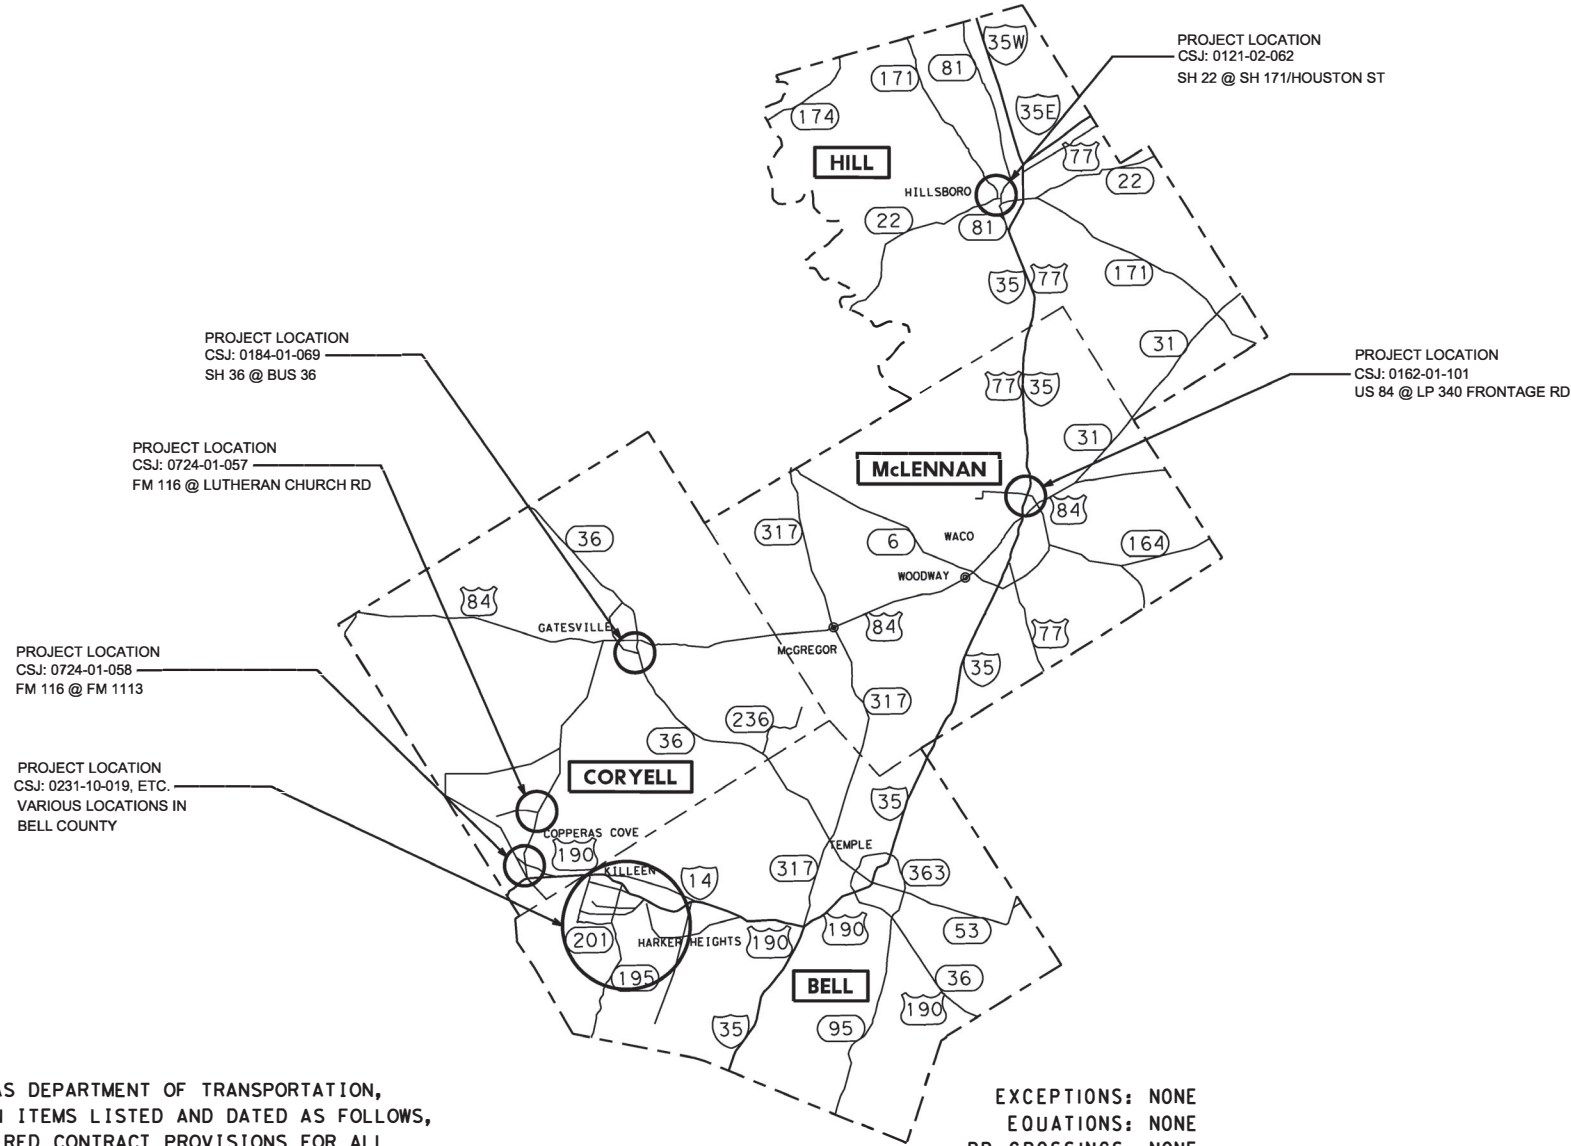 35W
PROJECT LOCATION
CSJ: 0121-02-062
SH 22 @ SH 171/HOUSTON ST
81
171
35E
174
77
HILL
22
HILLSBORO
22
81
171
35
77
31
PROJECT LOCATION
CSJ: 0184-01-069
SH 36 @ BUS 36
PROJECT LOCATION
CSJ: 0162-01-101
US 84 @ LP 340 FRONTAGE RD
77
35
31
PROJECT LOCATION
CSJ: 0724-01-057
FM 116 @ LUTHERAN CHURCH RD
McLENNAN
84
317
6
WACO
164
36
WOODWAY
84
GATESVILLE
84
77
McGREGOR
PROJECT LOCATION
CSJ: 0724-01-058
FM 116 @ FM 1113
35
317
236
36
PROJECT LOCATION
CSJ: 0231-10-019, ETC.
VARIOUS LOCATIONS IN
BELL COUNTY
CORYELL
35
COPPERAS COVE
190
TEMPLE
KILLEEN
14
317
363
201
HARKER HEIGHTS
190
190
53
195
BELL
36
190
35
95
AS DEPARTMENT OF TRANSPORTATION,
ITEMS LISTED AND DATED AS FOLLOWS,
RED CONTRACT PROVISIONS FOR ALL
EXCEPTIONS: NONE
EQUATIONS: NONE
RR CROSSINGS: NONE